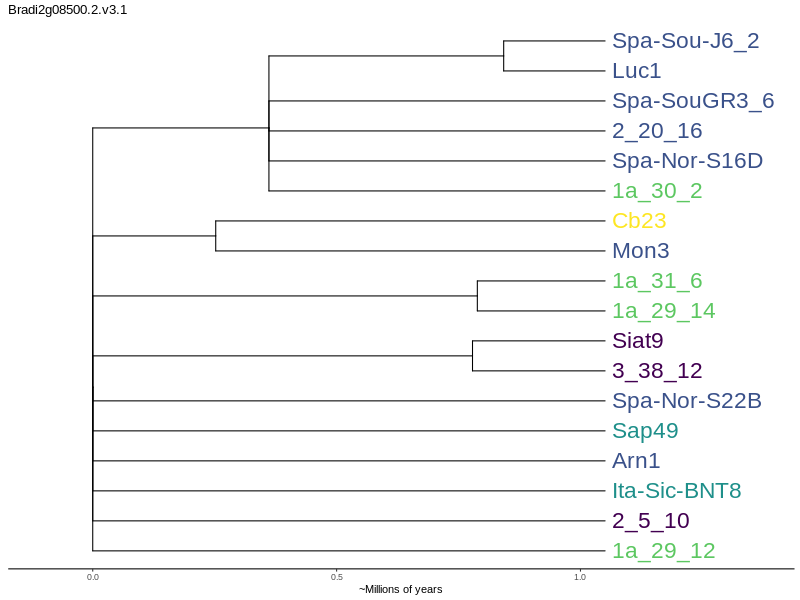 Bradi2g08500.2.v3.1
Spa-Sou-J6_2
Luc1
Spa-SouGR3_6
2_20_16
Spa-Nor-S16D
1a_30_2
Cb23
Mon3
1a_31_6
1a_29_14
Siat9
3_38_12
Spa-Nor-S22B
Sap49
Arn1
Ita-Sic-BNT8
2_5_10
1a_29_12
0.0 0.5 1.0
~Millions of years